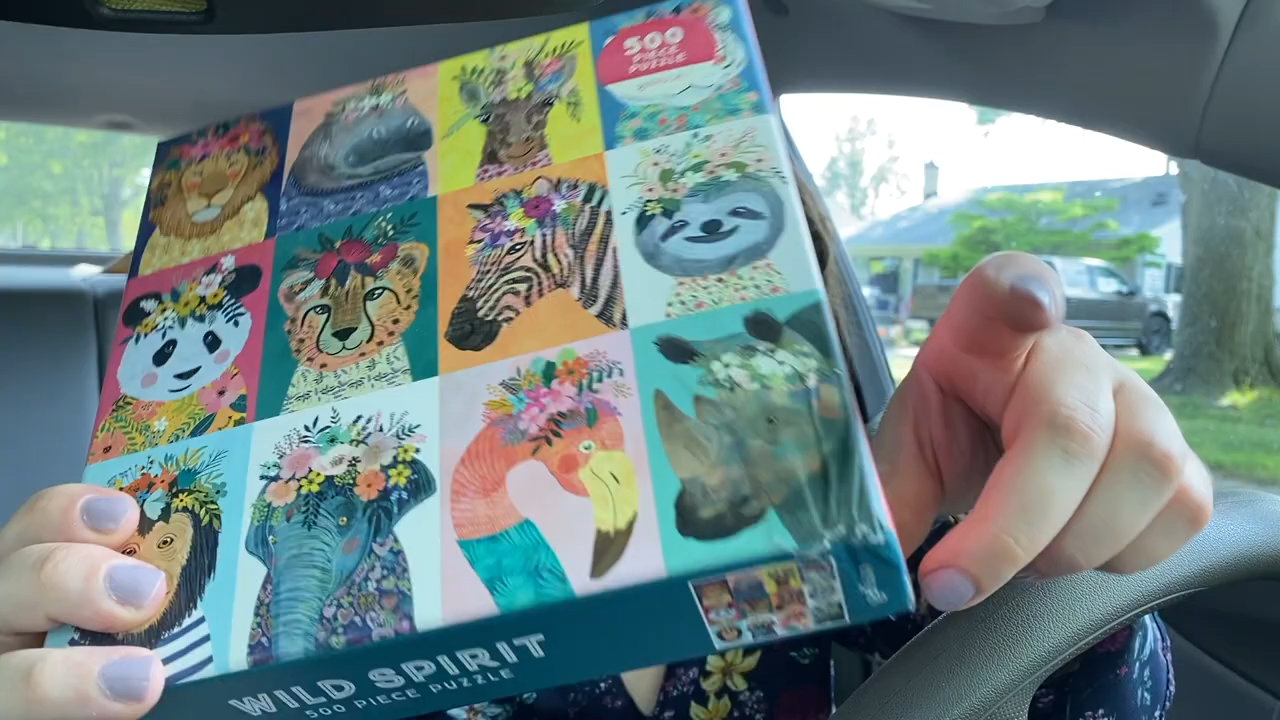 500
PIECE
PUZZLE
WILD SPIRIT
500 PIECE PUZZLE